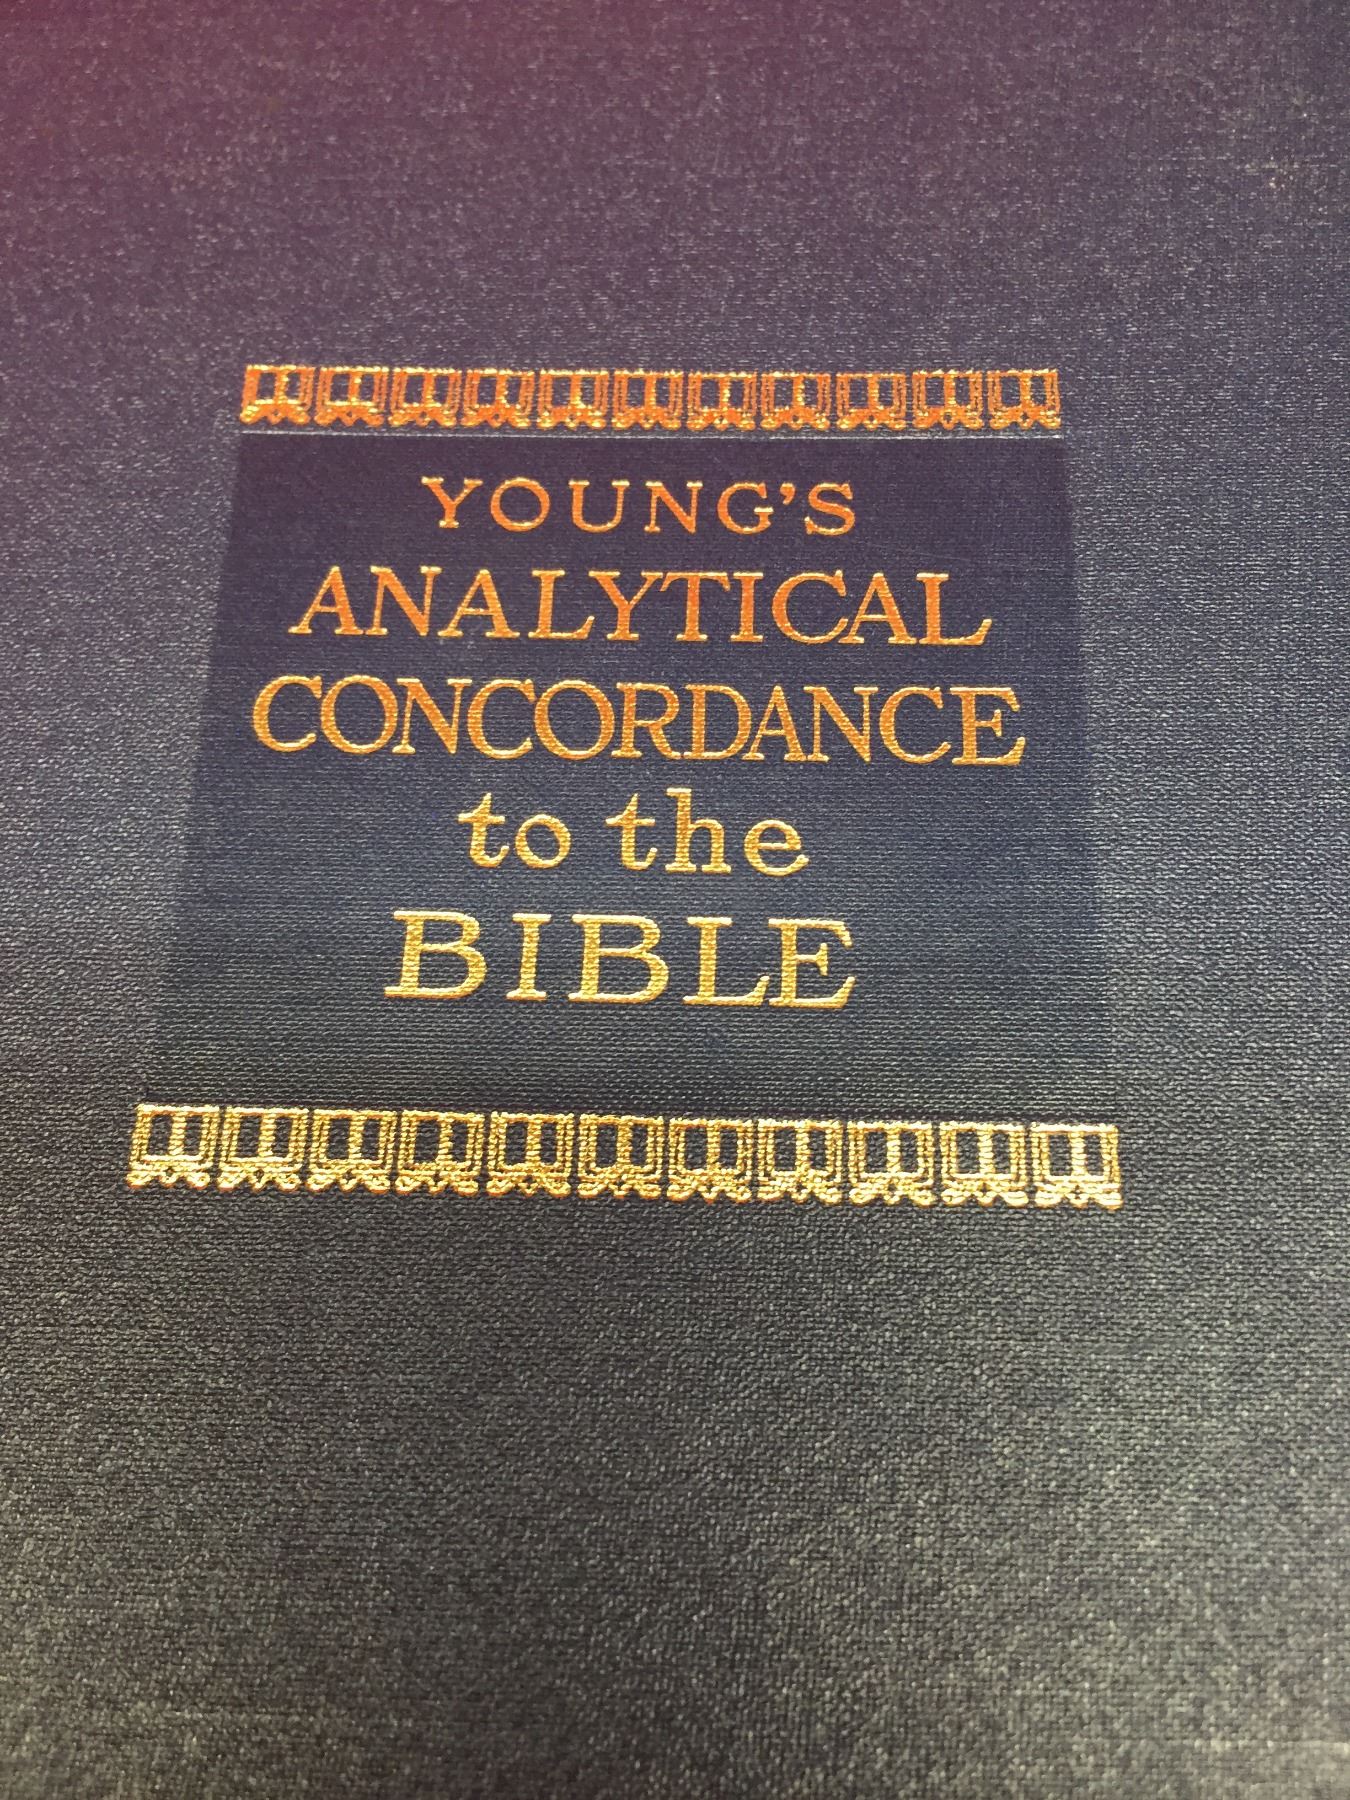 YOUNG'S
ANALYTICAL
CONCORDANCE
to the
BIBLE